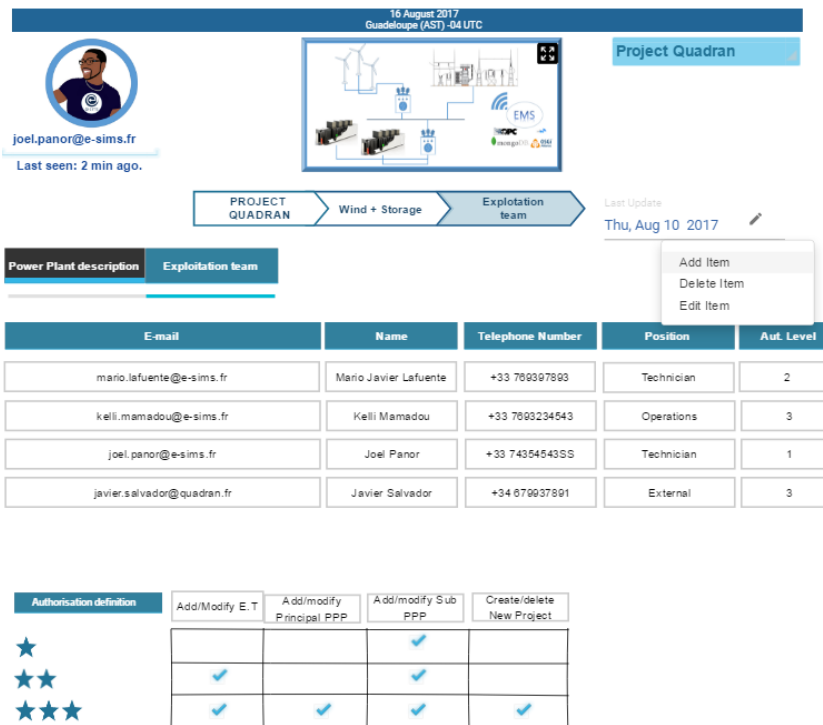 16 August 2017
Guadeloupe (AST) -04 UTC
Project Quadran
EMS
mongoDB
joel.panor@e-sims.fr
Last seen: 2 min ago.
PROJECT
QUADRAN
Wind + Storage
Explotation
team
Last Update
Thu, Aug 10 2017
Add Item
Delete Item
Edit Item
Power Plant description
Exploitation team
E-mail Name Telephone Number Position Aut. Level
mario.lafuente@e-sims.fr Mario Javier Lafuente +33 769397893 Technician 2
kelli.mamadou@e-sims.fr Kelli Mamadou +33 7693234543 Operations 3
joel.panor@e-sims.fr Joel Panor +33 74354543SS Technician 1
javier.salvador@quadran.fr Javier Salvador +34 679937891 External 3
Authorisation definition
Add/Modify E.T
Add/modify
Principal PPP
Add/modify Sub
PPP
Create/delete
New Project